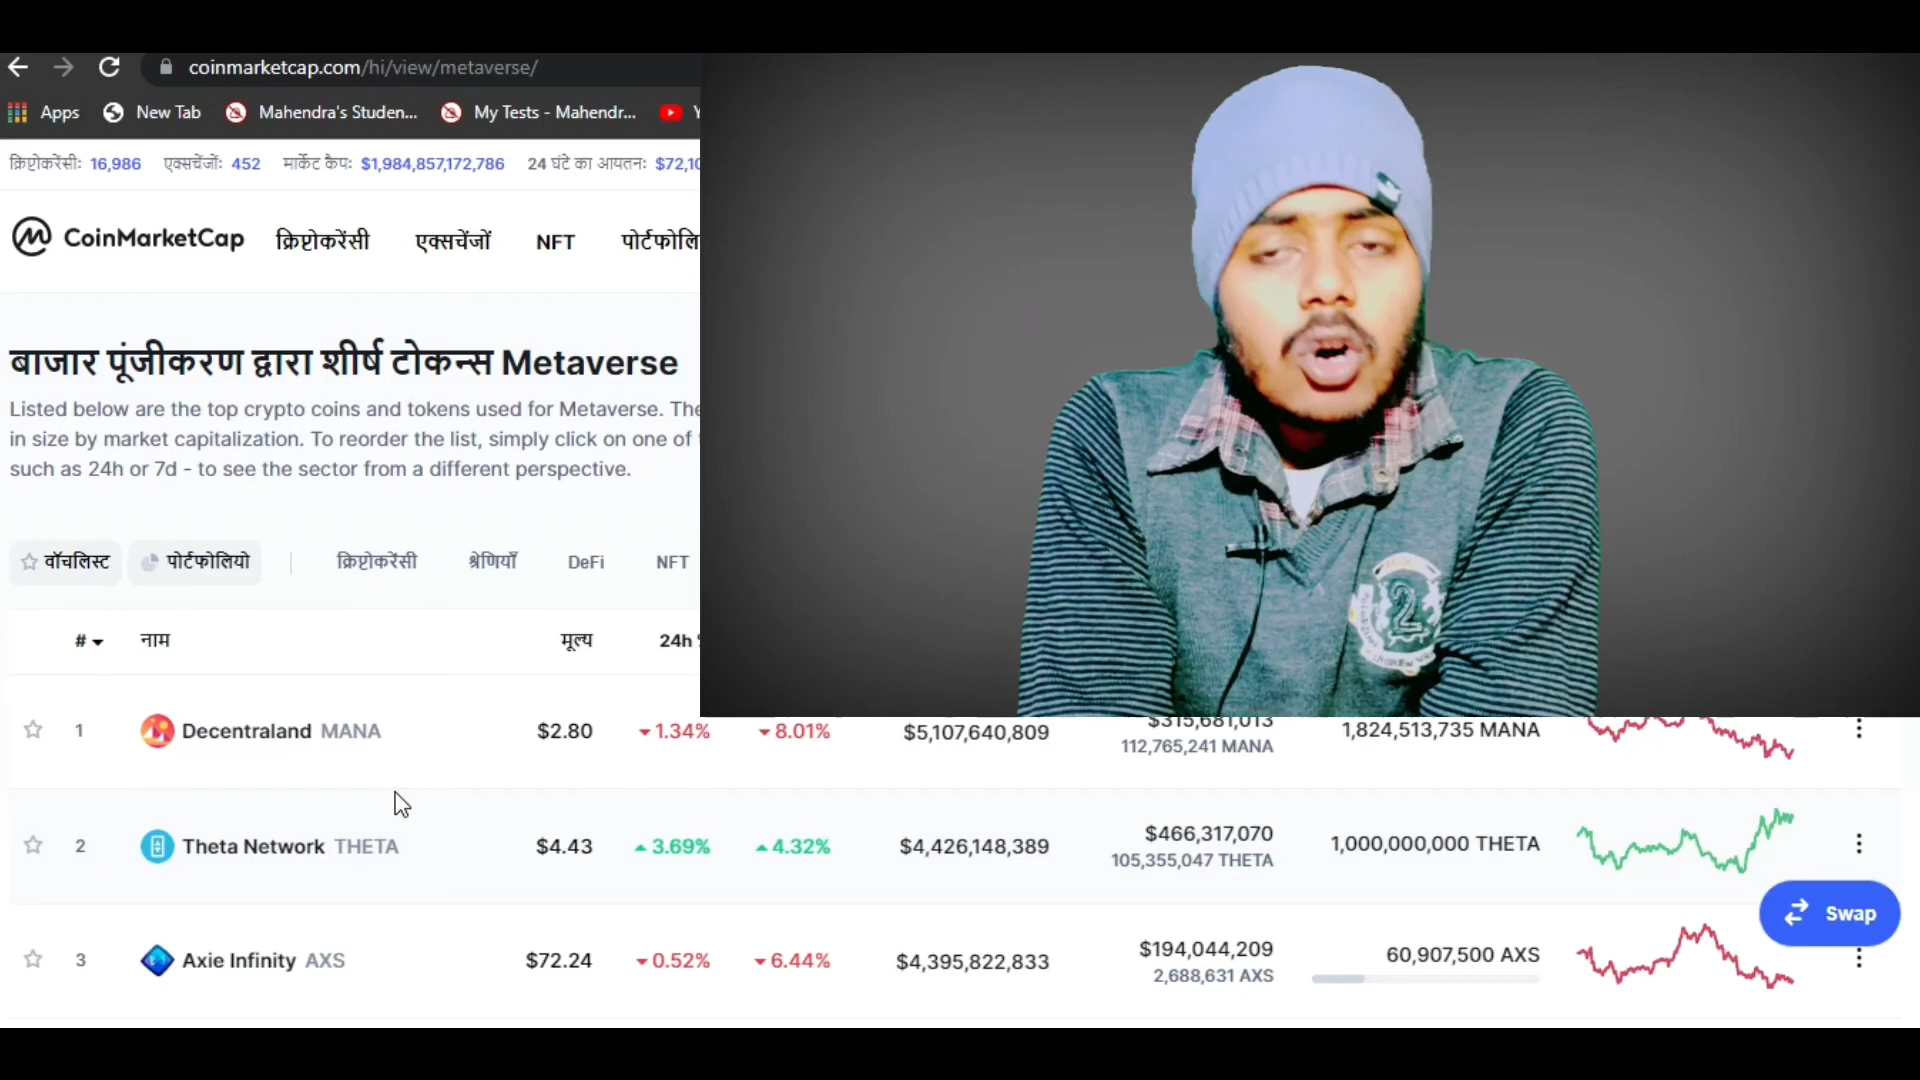 coinmarketcap.com/hi/view/metaverse/
Apps New Tab Mahendra's Studen... My Tests - Mahendr...
क्रिप्टोकरेंसी: 16,986 एक्सचेंजों: 452 मार्केट कैप: $1,984,857,172,786 24 घंटे का आयतन: $72,10
CoinMarketCap क्रिप्टोकरेंसी एक्सचेंजों NFT पोर्टफोलि
बाजार पूंजीकरण द्वारा शीर्ष टोकन्स Metaverse
Listed below are the top crypto coins and tokens used for Metaverse. The
in size by market capitalization. To reorder the list, simply click on one of
such as 24h or 7d - to see the sector from a different perspective.
वॉचलिस्ट पोर्टफोलियो क्रिप्टोकरेंसी श्रेणियाँ DeFi NFT
# नाम मूल्य 24h
1 Decentraland MANA $2.80 1.34% 8.01% $5,107,640,809 $315,681,013 1,824,513,735 MANA
112,765,241 MANA
2 Theta Network THETA $4.43 3.69% 4.32% $4,426,148,389 $466,317,070 1,000,000,000 THETA
105,355,047 THETA
Swap
3 Axie Infinity AXS $72.24 0.52% 6.44% $4,395,822,833 $194,044,209 60,907,500 AXS
2,688,631 AXS
2